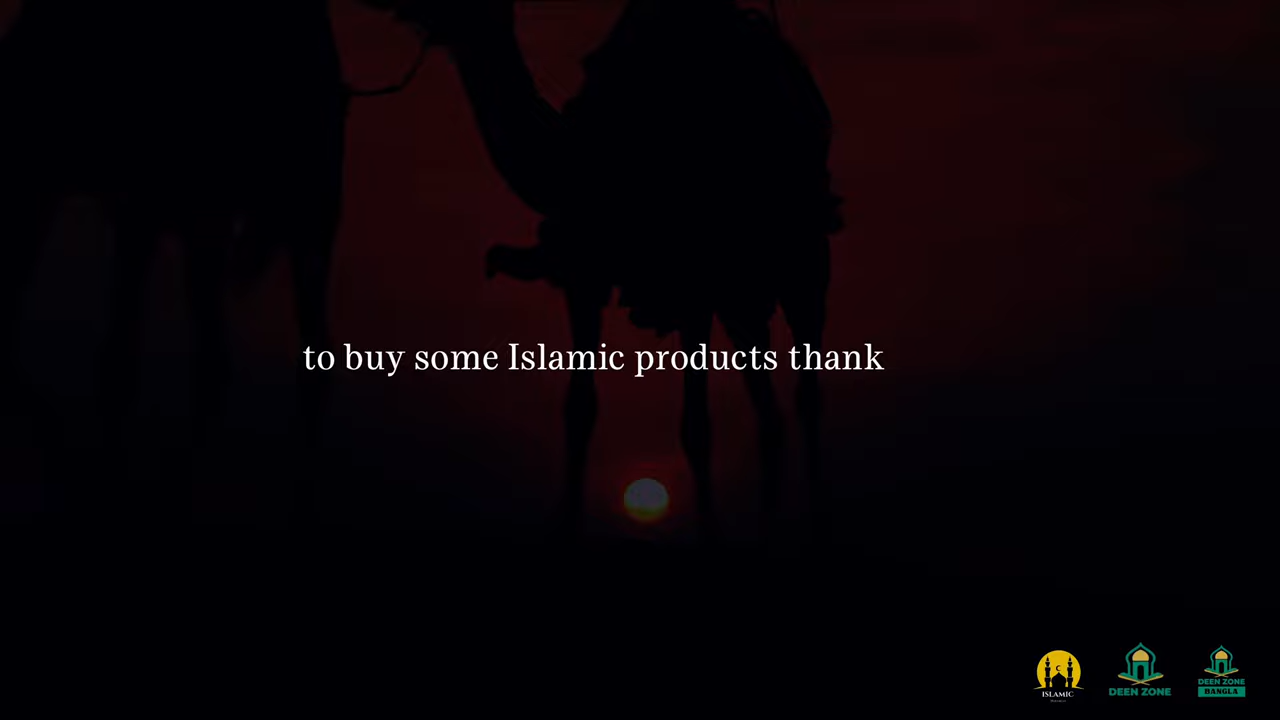 to buy some Islamic products thank
ISLAMIC
DEEN ZONE
DEEN ZONE
BANGLA